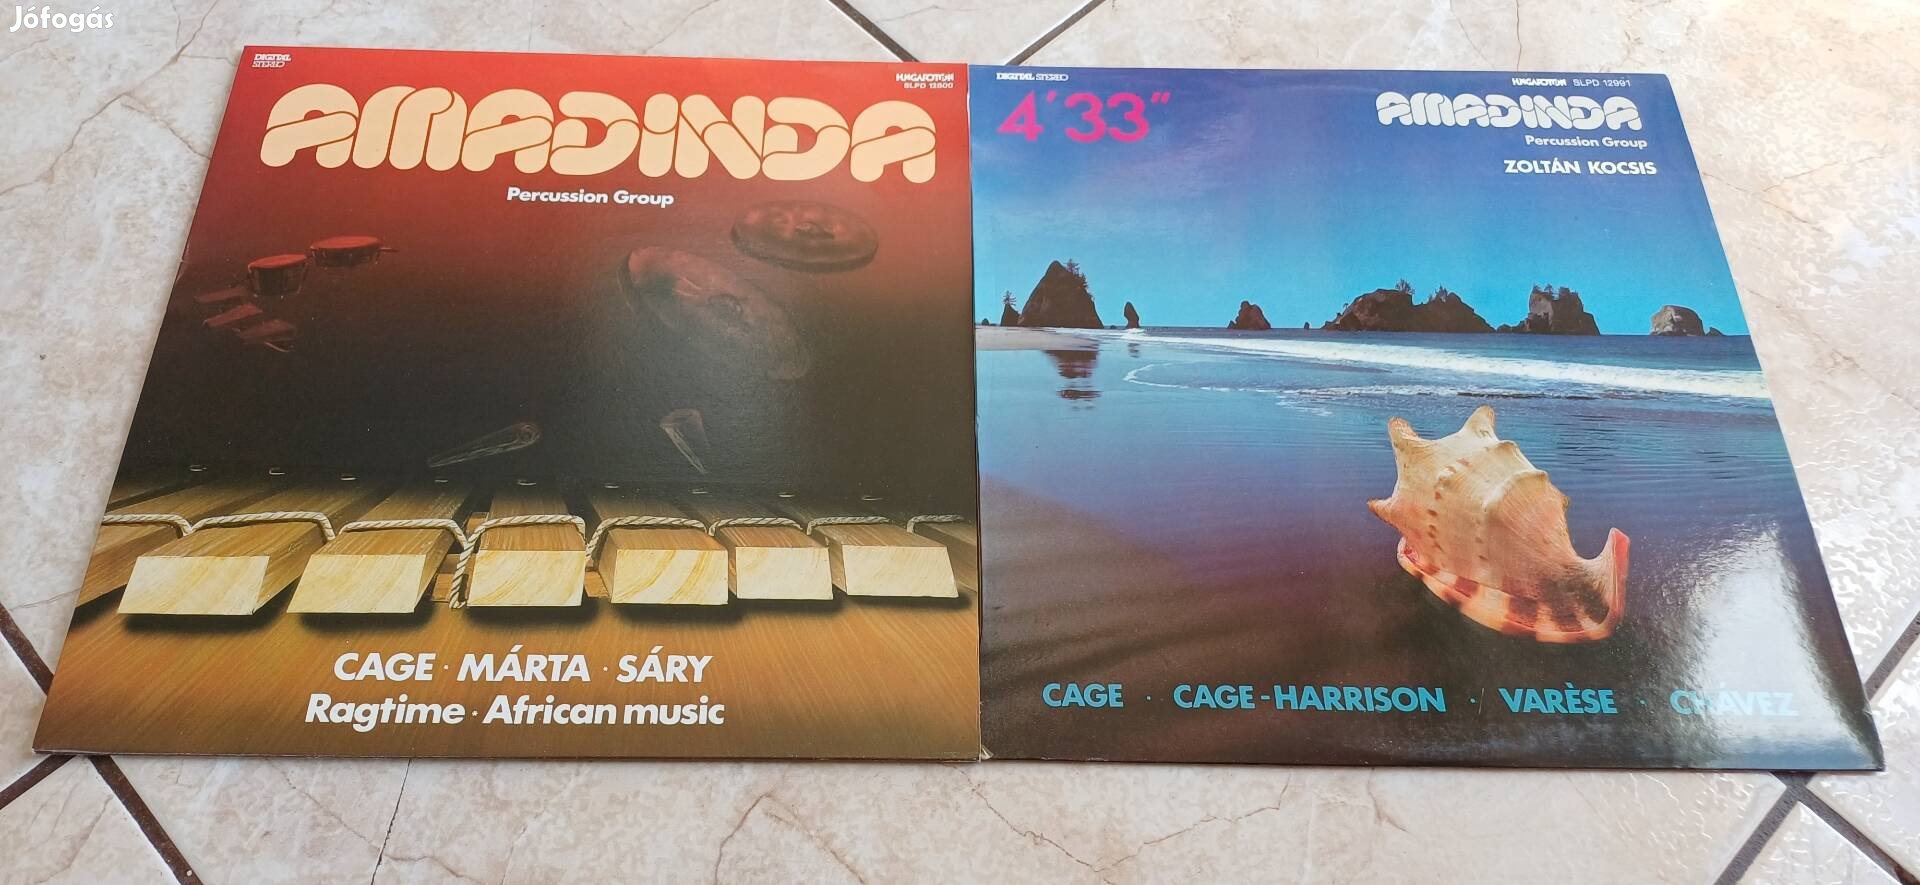 Jófogás
DIGITAL
STEREO
HUNGAROTON
SLPD 12800
AMADINDA
Percussion Group
CAGE · MÁRTA · SÁRY
Ragtime · African music
DIGITAL STEREO
HUNGAROTON SLPD 12991
4'33"
AMADINDA
Percussion Group
ZOLTÁN KOCSIS
CAGE · CAGE-HARRISON · VARÈSE · CHÁVEZ